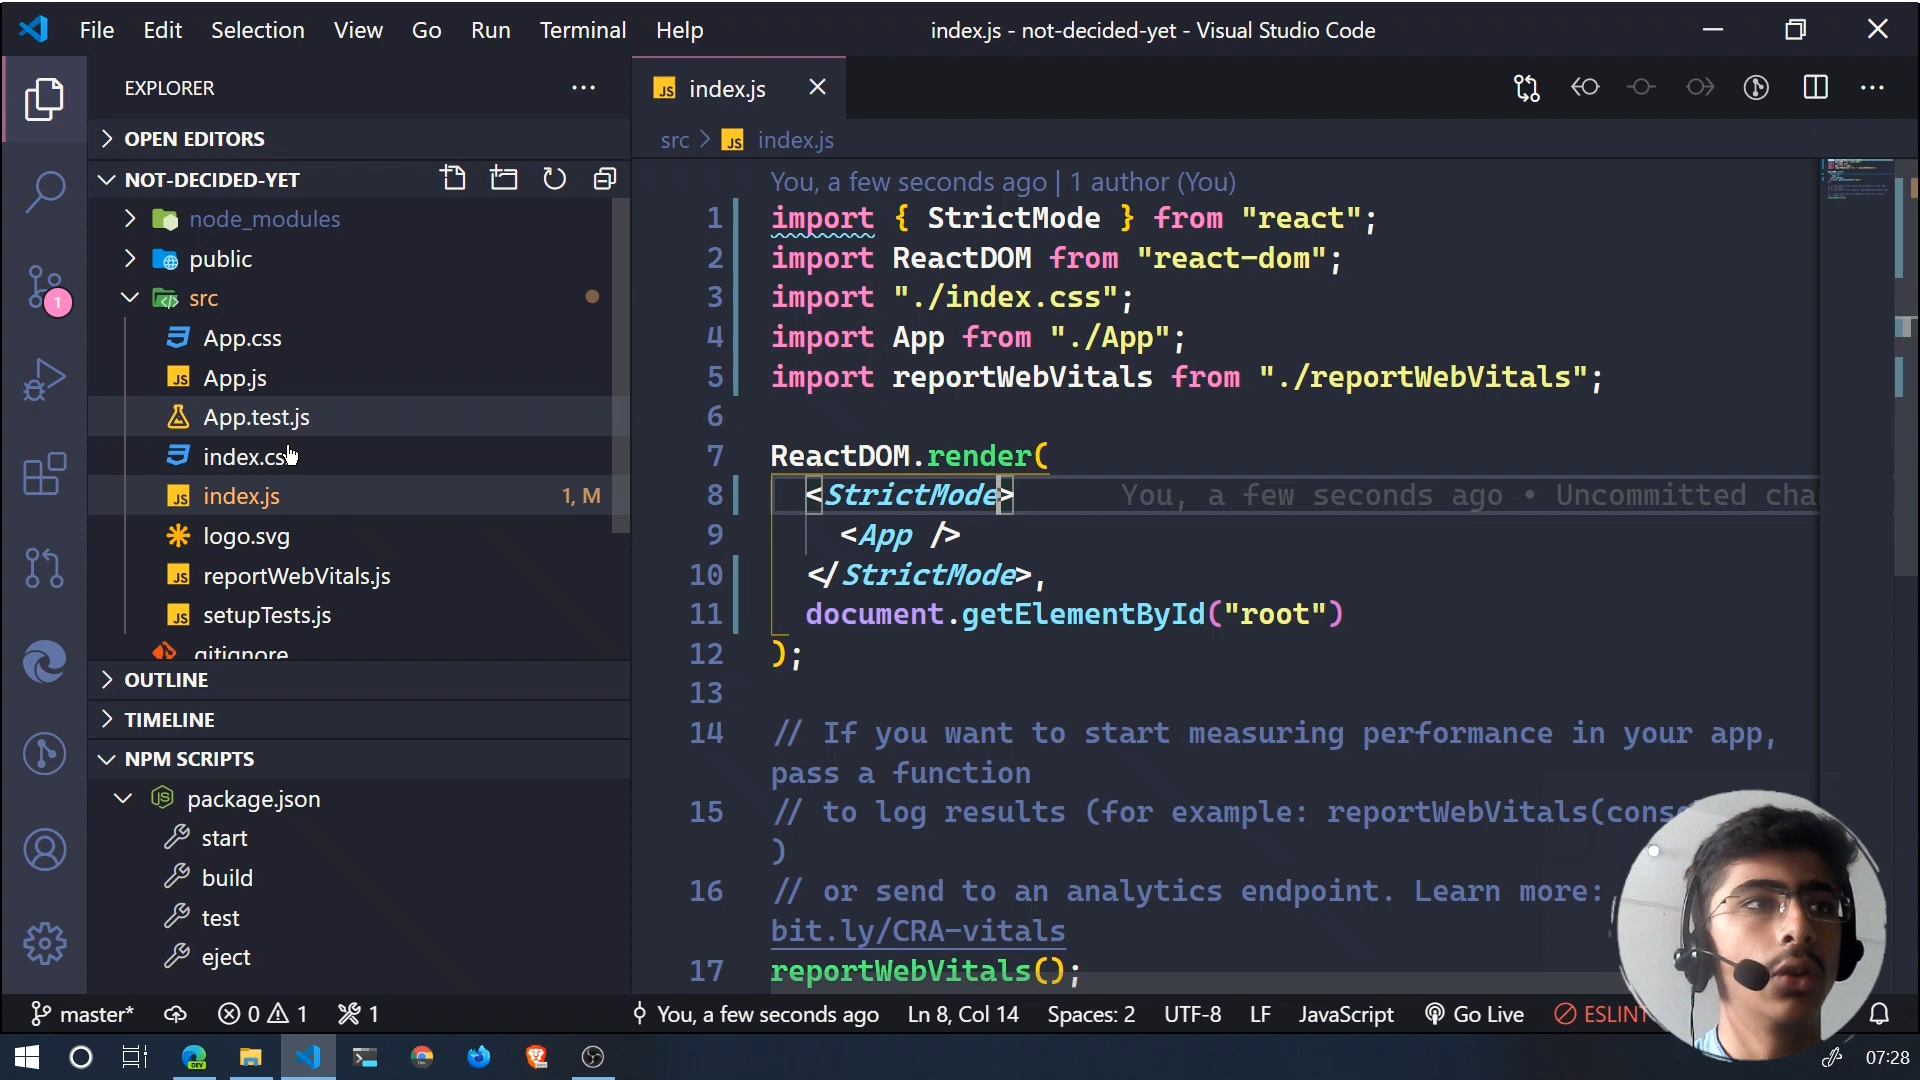 File Edit Selection View Go Run Terminal Help
index.js - not-decided-yet - Visual Studio Code
EXPLORER
OPEN EDITORS
NOT-DECIDED-YET
node_modules
public
src
App.css
App.js
App.test.js
index.cs
index.js 1, M
logo.svg
reportWebVitals.js
setupTests.js
.gitignore
OUTLINE
TIMELINE
NPM SCRIPTS
package.json
start
build
test
eject
1
JS index.js
src > JS index.js
You, a few seconds ago | 1 author (You)
1 import { StrictMode } from "react";
2 import ReactDOM from "react-dom";
3 import "./index.css";
4 import App from "./App";
5 import reportWebVitals from "./reportWebVitals";
6
7 ReactDOM.render(
8 <StrictMode> You, a few seconds ago • Uncommitted cha
9 <App />
10 </StrictMode>,
11 document.getElementById("root")
12 );
13
14 // If you want to start measuring performance in your app,
pass a function
15 // to log results (for example: reportWebVitals(cons
)
16 // or send to an analytics endpoint. Learn more:
bit.ly/CRA-vitals
17 reportWebVitals();
master* 0 1 1 You, a few seconds ago Ln 8, Col 14 Spaces: 2 UTF-8 LF JavaScript Go Live ESLINT
07:28